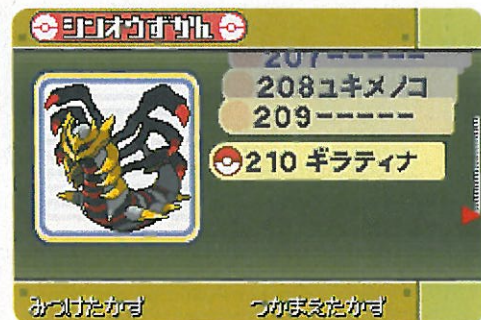 シンオウずかん
207-----
208ユキメノコ
209-----
210 ギラティナ
みつけたかず つかまえたかず